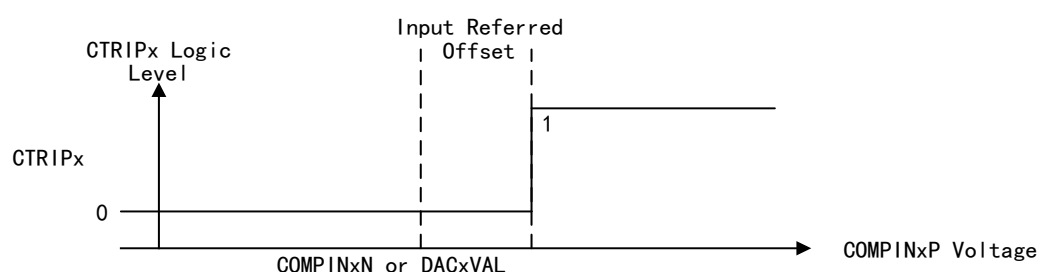 Input Referred
Offset
CTRIPx Logic
Level
1
CTRIPx
0
COMPINxP Voltage
COMPINxN or DACxVAL